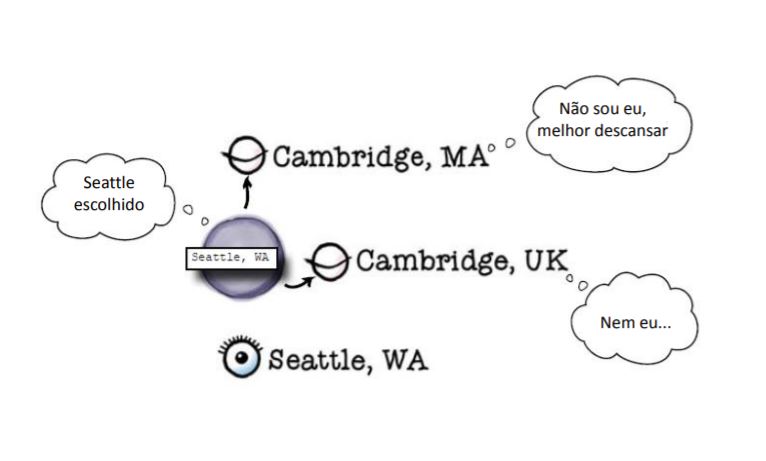 Não sou eu,
melhor descansar
Cambridge, MA
Seattle
escolhido
Seattle, WA
Cambridge, UK
Nem eu...
Seattle, WA